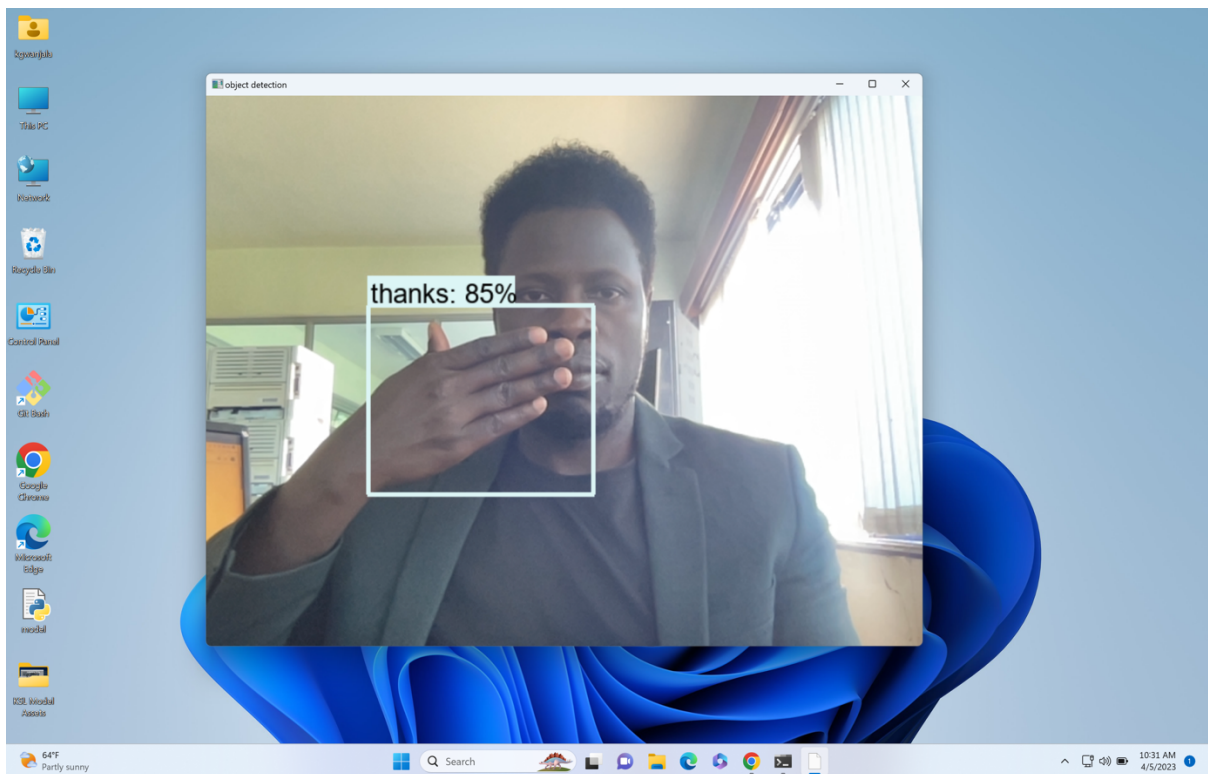 kgwanjala
object detection
This PC
Network
thanks: 85%
Recycle Bin
Control Panel
Git Bash
Google
Chrome
Microsoft
Edge
model
KSL Model
Assets
64°F
Partly sunny
Search
10:31 AM
4/5/2023
1